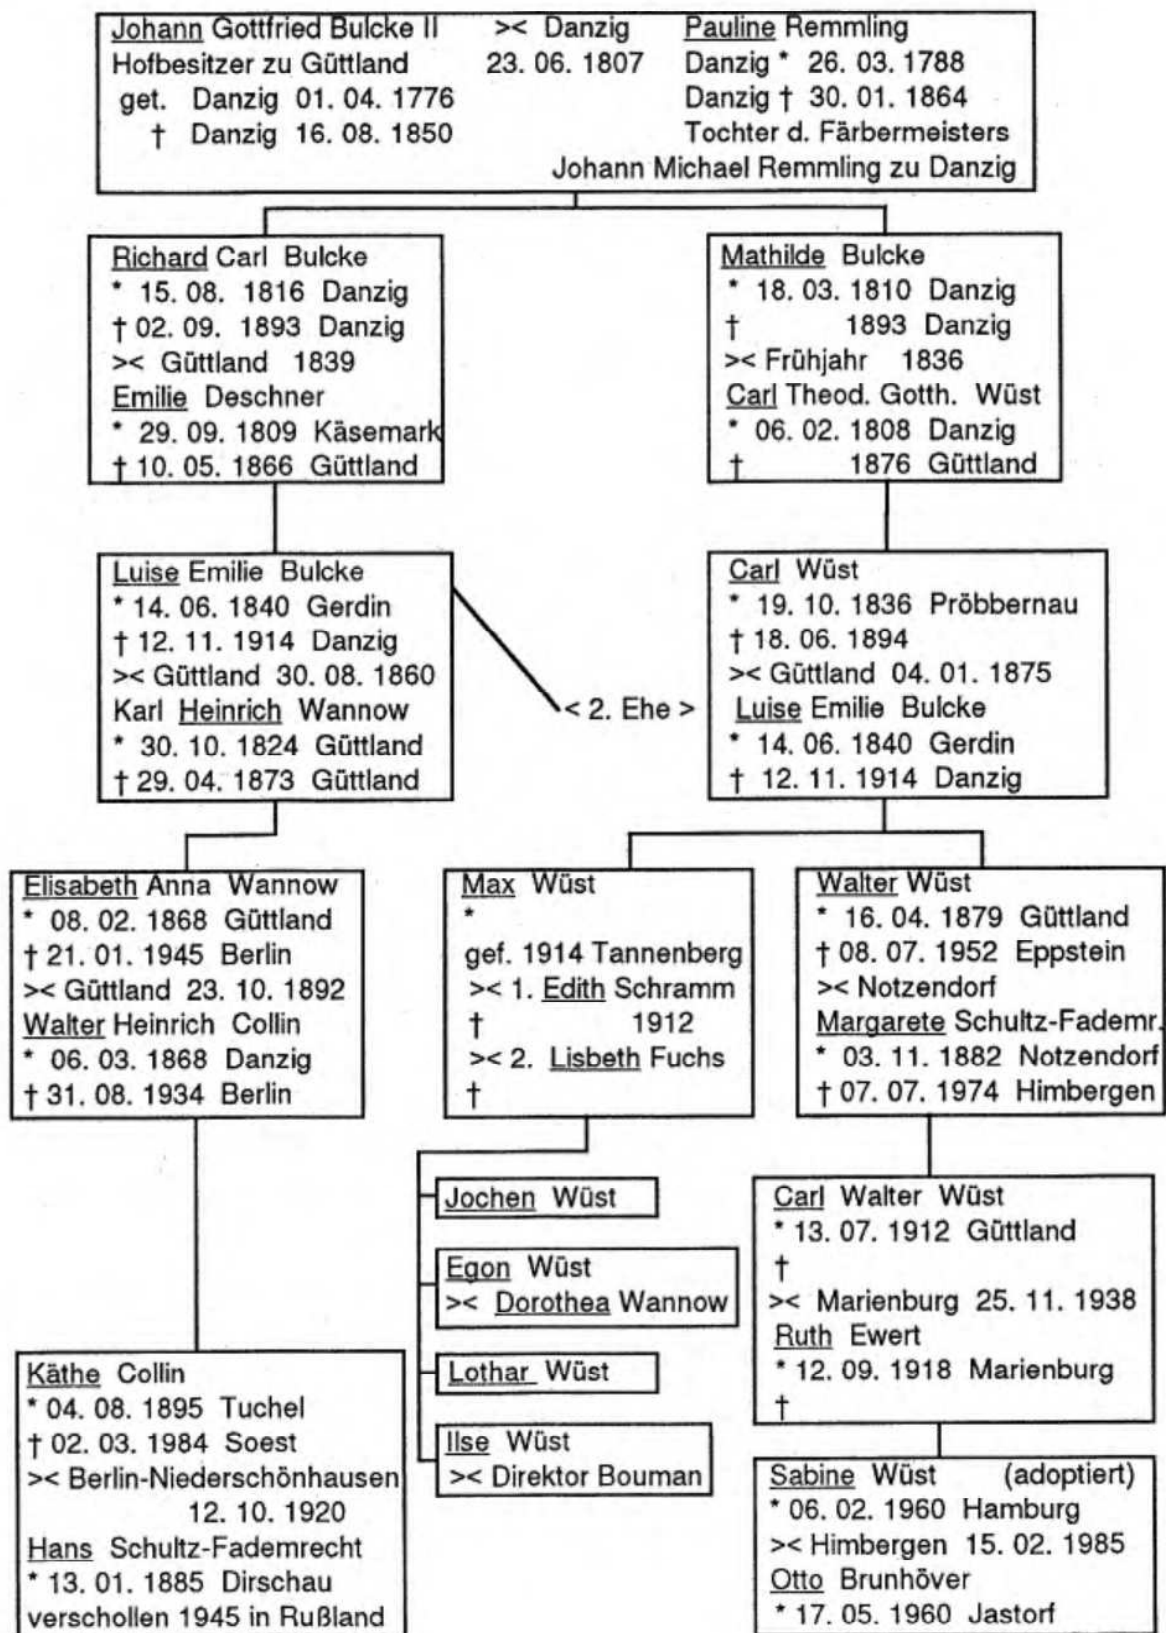 Johann Gottfried Bulcke II >< Danzig Pauline Remmling
Hofbesitzer zu Güttland 23. 06. 1807 Danzig * 26. 03. 1788
get. Danzig 01. 04. 1776 Danzig † 30. 01. 1864
† Danzig 16. 08. 1850 Tochter d. Färbermeisters
Johann Michael Remmling zu Danzig
Richard Carl Bulcke
* 15. 08. 1816 Danzig
† 02. 09. 1893 Danzig
>< Güttland 1839
Emilie Deschner
* 29. 09. 1809 Käsemark
† 10. 05. 1866 Güttland
Mathilde Bulcke
* 18. 03. 1810 Danzig
† 1893 Danzig
>< Frühjahr 1836
Carl Theod. Gotth. Wüst
* 06. 02. 1808 Danzig
† 1876 Güttland
Luise Emilie Bulcke
* 14. 06. 1840 Gerdin
† 12. 11. 1914 Danzig
>< Güttland 30. 08. 1860
Karl Heinrich Wannow
* 30. 10. 1824 Güttland
† 29. 04. 1873 Güttland
< 2. Ehe >
Carl Wüst
* 19. 10. 1836 Pröbbernau
† 18. 06. 1894
>< Güttland 04. 01. 1875
Luise Emilie Bulcke
* 14. 06. 1840 Gerdin
† 12. 11. 1914 Danzig
Elisabeth Anna Wannow
* 08. 02. 1868 Güttland
† 21. 01. 1945 Berlin
>< Güttland 23. 10. 1892
Walter Heinrich Collin
* 06. 03. 1868 Danzig
† 31. 08. 1934 Berlin
Max Wüst
*
gef. 1914 Tannenberg
>< 1. Edith Schramm
† 1912
>< 2. Lisbeth Fuchs
†
Walter Wüst
* 16. 04. 1879 Güttland
† 08. 07. 1952 Eppstein
>< Notzendorf
Margarete Schultz-Fademr.
* 03. 11. 1882 Notzendorf
† 07. 07. 1974 Himbergen
Jochen Wüst
Egon Wüst
>< Dorothea Wannow
Lothar Wüst
Ilse Wüst
>< Direktor Bouman
Carl Walter Wüst
* 13. 07. 1912 Güttland
†
>< Marienburg 25. 11. 1938
Ruth Ewert
* 12. 09. 1918 Marienburg
†
Käthe Collin
* 04. 08. 1895 Tuchel
† 02. 03. 1984 Soest
>< Berlin-Niederschönhausen
12. 10. 1920
Hans Schultz-Fademrecht
* 13. 01. 1885 Dirschau
verschollen 1945 in Rußland
Sabine Wüst (adoptiert)
* 06. 02. 1960 Hamburg
>< Himbergen 15. 02. 1985
Otto Brunhöver
* 17. 05. 1960 Jastorf